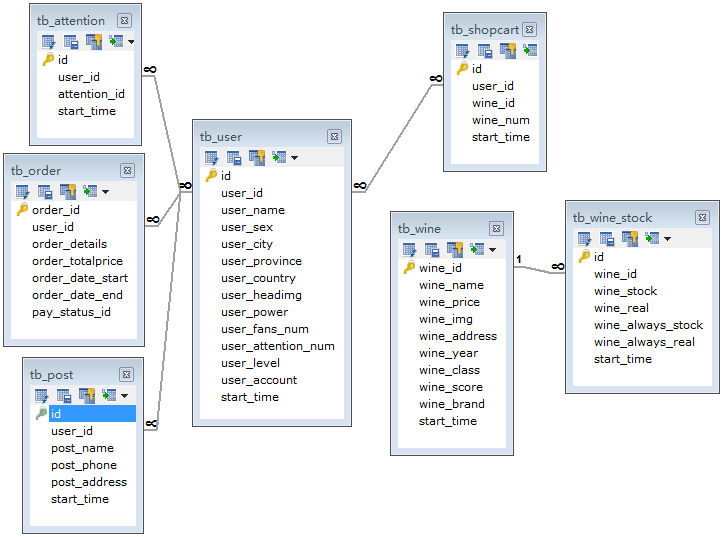 tb_attention
id
user_id
attention_id
start_time
tb_order
order_id
user_id
order_details
order_totalprice
order_date_start
order_date_end
pay_status_id
tb_post
id
user_id
post_name
post_phone
post_address
start_time
tb_user
id
user_id
user_name
user_sex
user_city
user_province
user_country
user_headimg
user_power
user_fans_num
user_attention_num
user_level
user_account
start_time
tb_shopcart
id
user_id
wine_id
wine_num
start_time
tb_wine
wine_id
wine_name
wine_price
wine_img
wine_address
wine_year
wine_class
wine_score
wine_brand
start_time
1
tb_wine_stock
id
wine_id
wine_stock
wine_real
wine_always_stock
wine_always_real
start_time